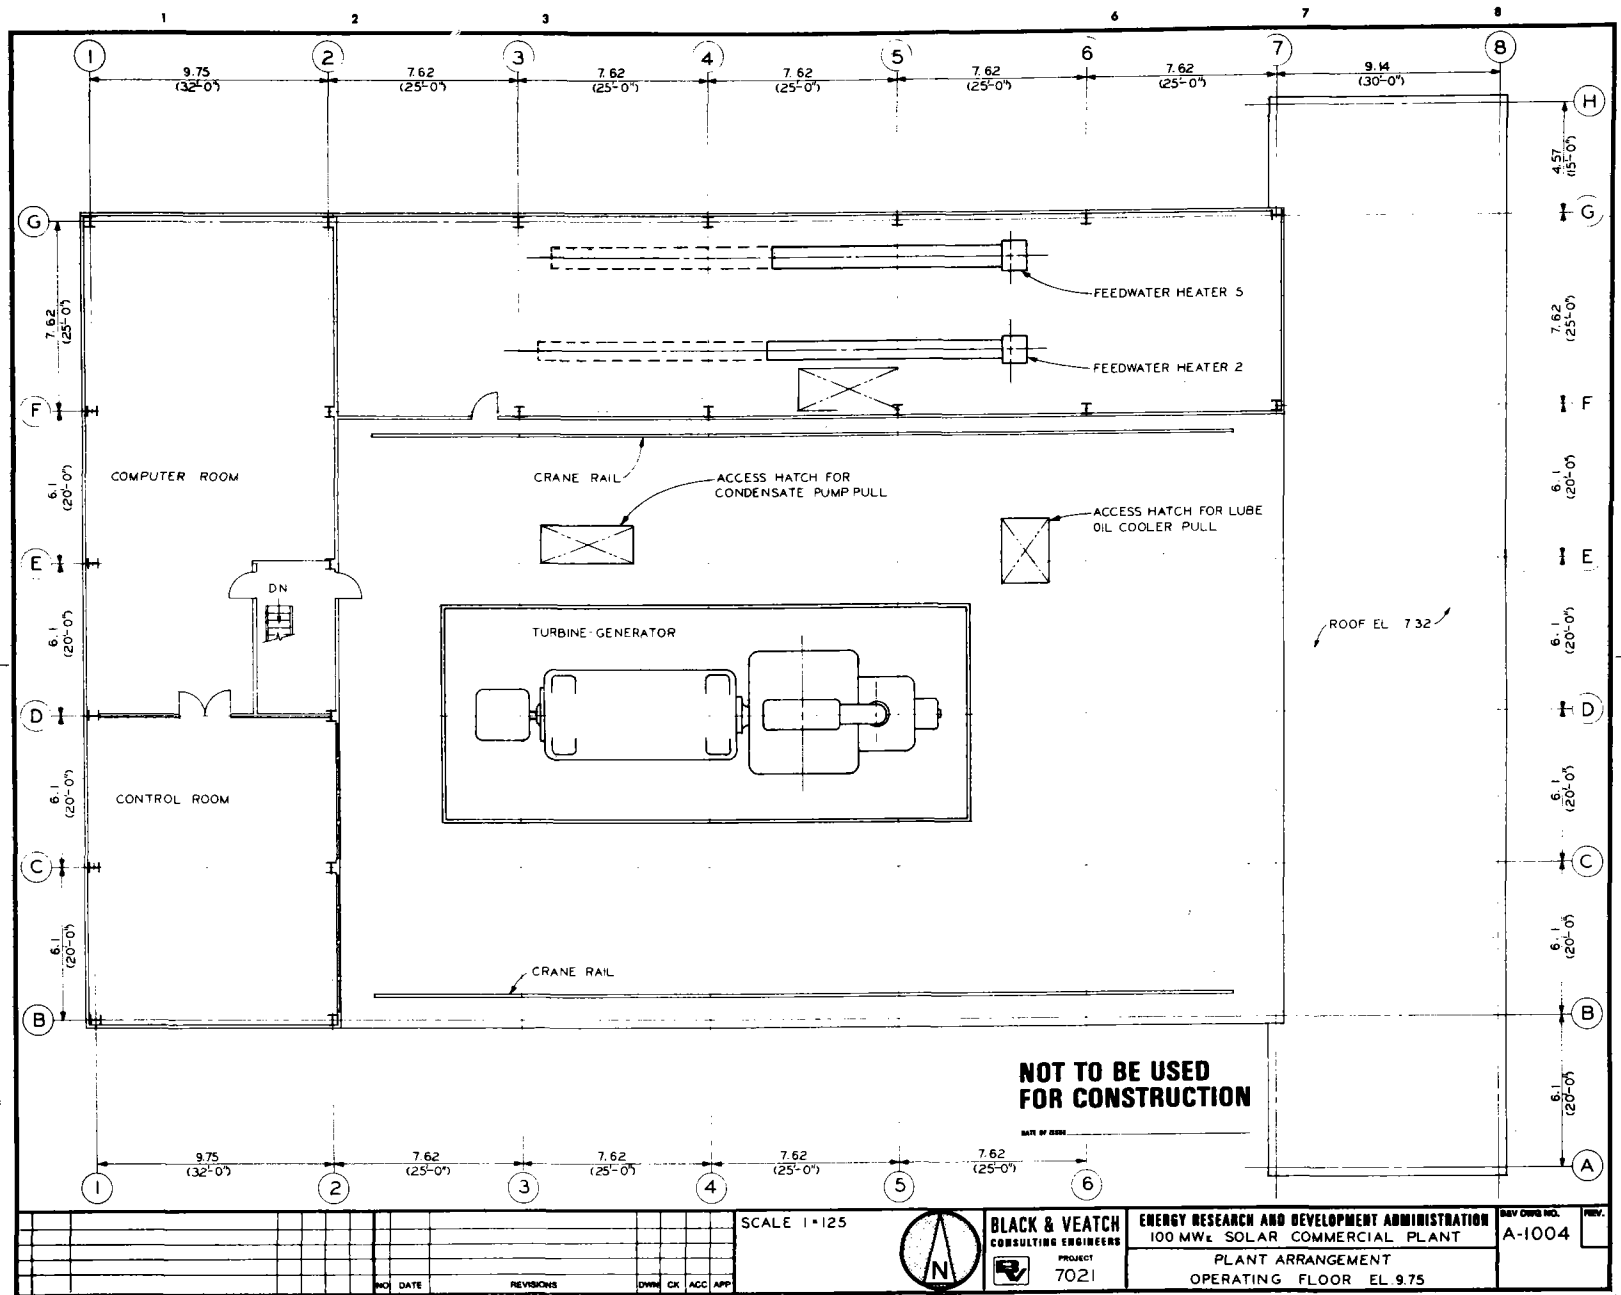 1 2 3 6 7 8
1 2 3 4 5 6 7 8
9.75 7.62 7.62 7.62 7.62 7.62 9.14
(32'-0") (25'-0") (25'-0") (25'-0") (25'-0") (25'-0") (30'-0")
H
4.57
(15'-0")
G G
7.62
(25'-0")
7.62
(25'-0")
FEEDWATER HEATER 5
FEEDWATER HEATER 2
F F
COMPUTER ROOM
CRANE RAIL
ACCESS HATCH FOR
CONDENSATE PUMP PULL
ACCESS HATCH FOR LUBE
OIL COOLER PULL
6.1
(20'-0")
6.1
(20'-0")
E E
DN
TURBINE-GENERATOR
ROOF EL 7.32
6.1
(20'-0")
6.1
(20'-0")
D D
CONTROL ROOM
6.1
(20'-0")
6.1
(20'-0")
C C
6.1
(20'-0")
6.1
(20'-0")
CRANE RAIL
B B
NOT TO BE USED
FOR CONSTRUCTION
DATE OF ISSUE
6.1
(20'-0")
A
9.75 7.62 7.62 7.62 7.62
(32'-0") (25'-0") (25'-0") (25'-0") (25'-0")
1 2 3 4 5 6
NO DATE REVISIONS DWN CK ACC APP
SCALE 1=125
N
BLACK & VEATCH
CONSULTING ENGINEERS
BV
PROJECT
7021
ENERGY RESEARCH AND DEVELOPMENT ADMINISTRATION
100 MWE SOLAR COMMERCIAL PLANT
PLANT ARRANGEMENT
OPERATING FLOOR EL. 9.75
B&V DWG NO.
A-1004
REV.